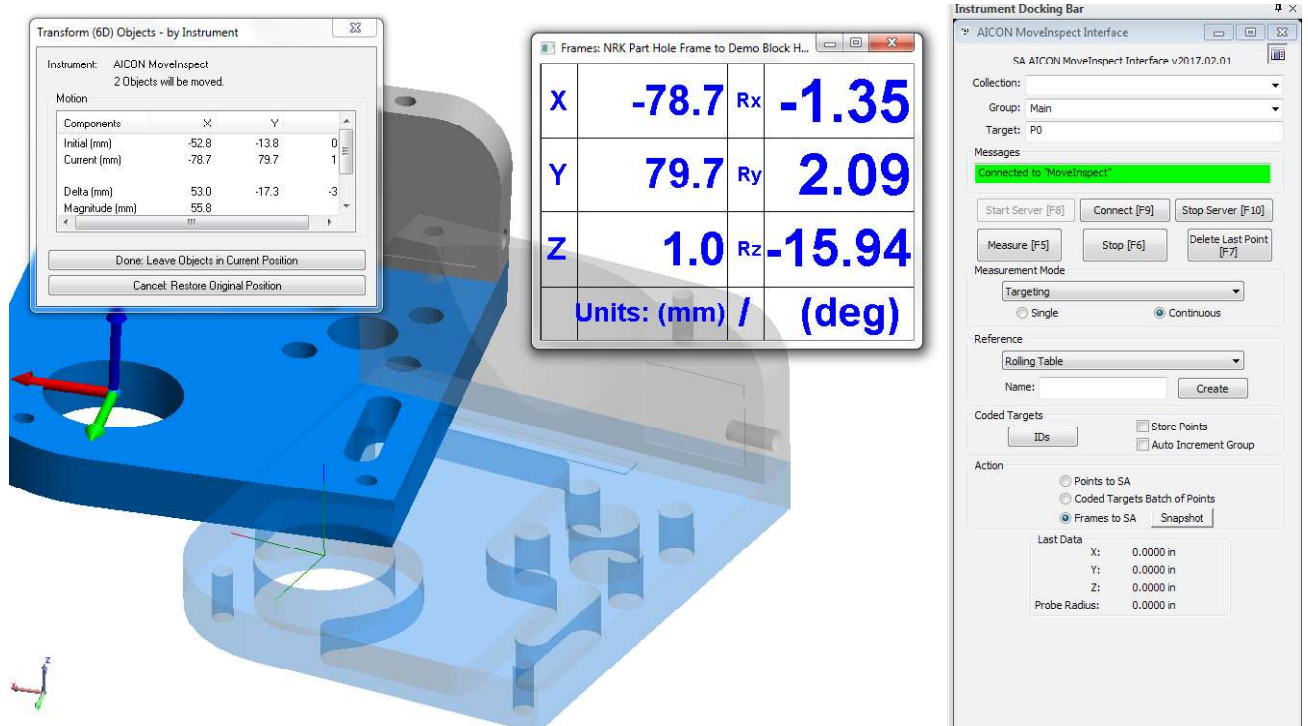 Transform (6D) Objects - by Instrument
Instrument: AICON MoveInspect
2 Objects will be moved.
Motion
Components X Y
Initial (mm) -52.8 -13.8 0
Current (mm) -78.7 79.7 1
Delta (mm) 53.0 -17.3 -3
Magnitude (mm) 55.8
Done: Leave Objects in Current Position
Cancel: Restore Original Position
Frames: NRK Part Hole Frame to Demo Block H...
X -78.7 Rx -1.35
Y 79.7 Ry 2.09
Z 1.0 Rz -15.94
Units: (mm) / (deg)
z
x
Instrument Docking Bar
AICON MoveInspect Interface
SA AICON MoveInspect Interface v2017.02.01
Collection:
Group: Main
Target: P0
Messages
Connected to "MoveInspect"
Start Server [F8] Connect [F9] Stop Server [F10]
Measure [F5] Stop [F6] Delete Last Point
[F7]
Measurement Mode
Targeting
Single Continuous
Reference
Rolling Table
Name: Create
Coded Targets
IDs Store Points
Auto Increment Group
Action
Points to SA
Coded Targets Batch of Points
Frames to SA Snapshot
Last Data
X: 0.0000 in
Y: 0.0000 in
Z: 0.0000 in
Probe Radius: 0.0000 in